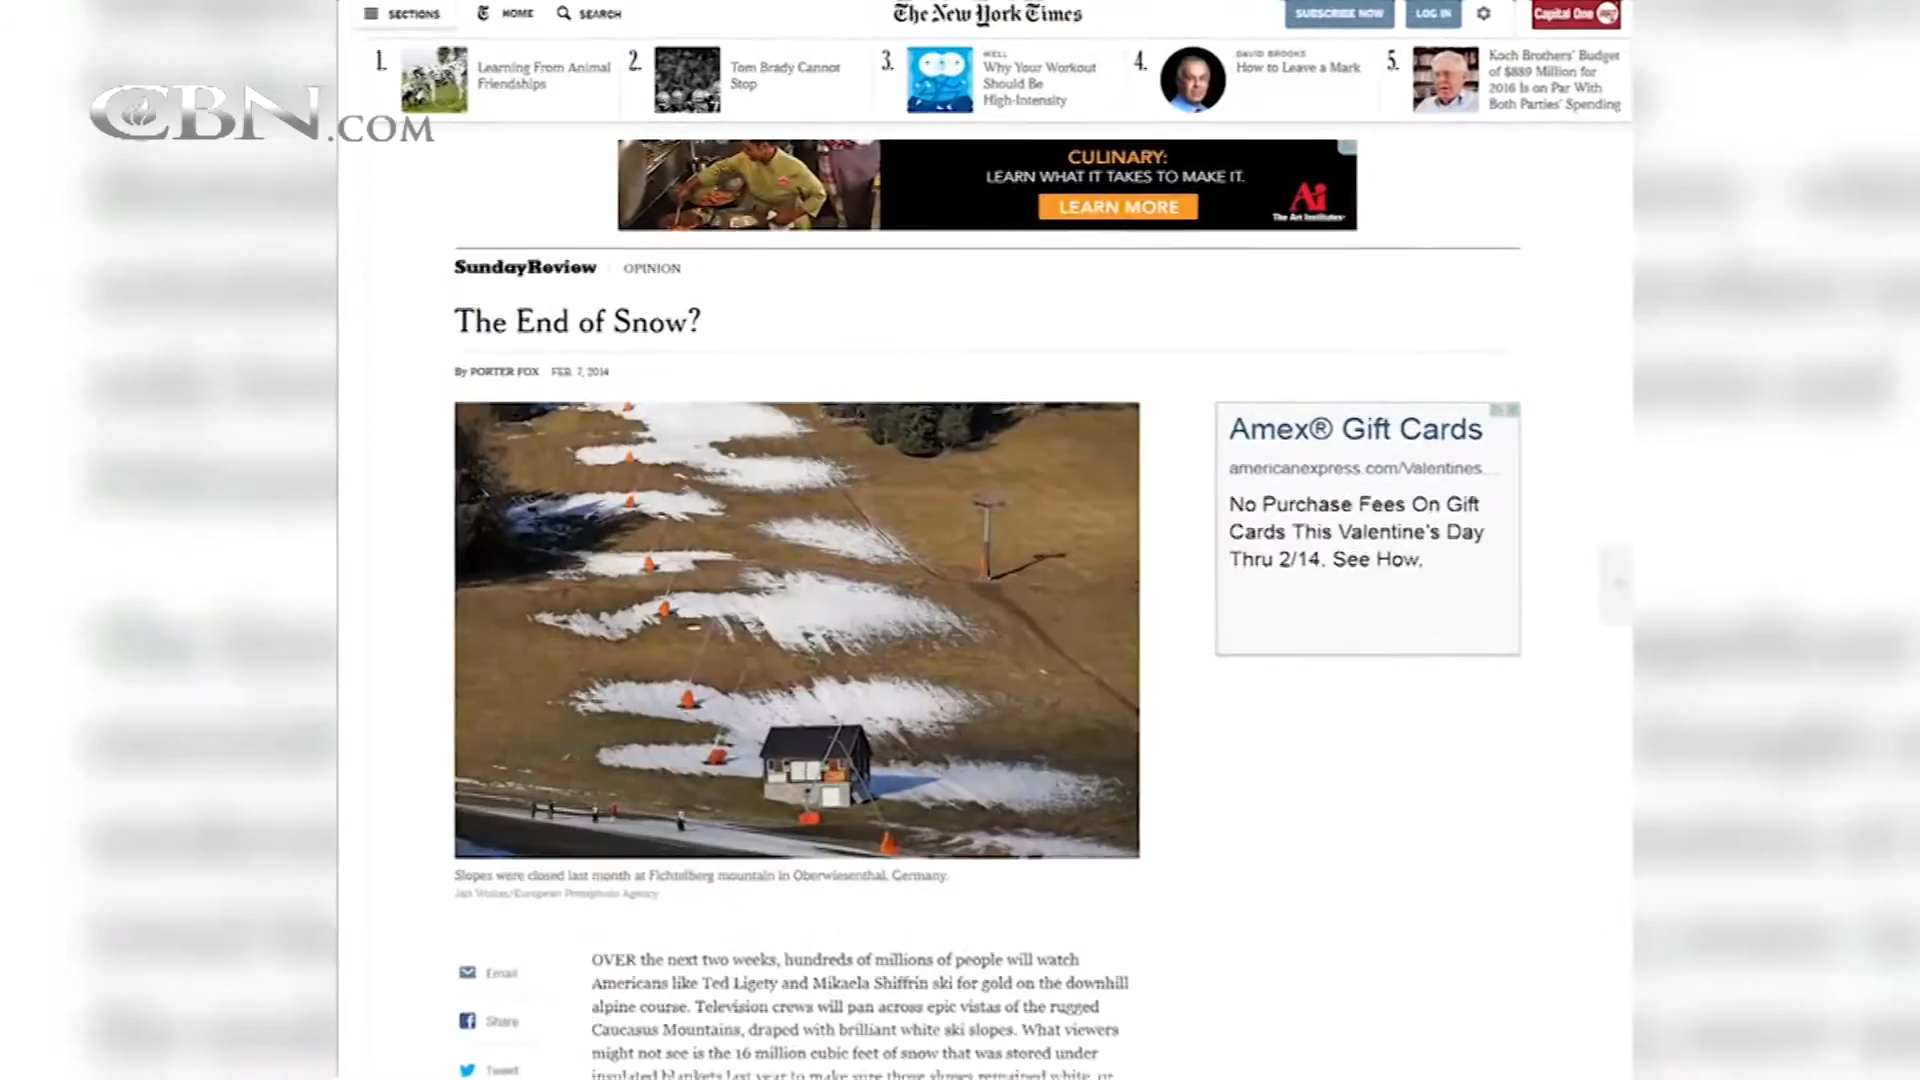 SECTIONS
HOME
SEARCH
The New York Times
SUBSCRIBE NOW
LOG IN
Capital One
1.
Learning From Animal
Friendships
2.
Tom Brady Cannot
Stop
3.
WELL
Why Your Workout
Should Be
High-Intensity
4.
DAVID BROOKS
How to Leave a Mark
5.
Koch Brothers' Budget
of $889 Million for
2016 Is on Par With
Both Parties' Spending
CBN.COM
CULINARY:
LEARN WHAT IT TAKES TO MAKE IT.
LEARN MORE
Ai
The Art Institutes
SundayReview
OPINION
The End of Snow?
By PORTER FOX FEB. 7, 2014
Amex® Gift Cards
americanexpress.com/Valentines...
No Purchase Fees On Gift
Cards This Valentine's Day
Thru 2/14. See How.
Slopes were closed last month at Fichtelberg mountain in Oberwiesenthal, Germany.
European Pressphoto Agency
Email
Share
Tweet
OVER the next two weeks, hundreds of millions of people will watch
Americans like Ted Ligety and Mikaela Shiffrin ski for gold on the downhill
alpine course. Television crews will pan across epic vistas of the rugged
Caucasus Mountains, draped with brilliant white ski slopes. What viewers
might not see is the 16 million cubic feet of snow that was stored under
insulated blankets last year to make sure those slopes remained white, or